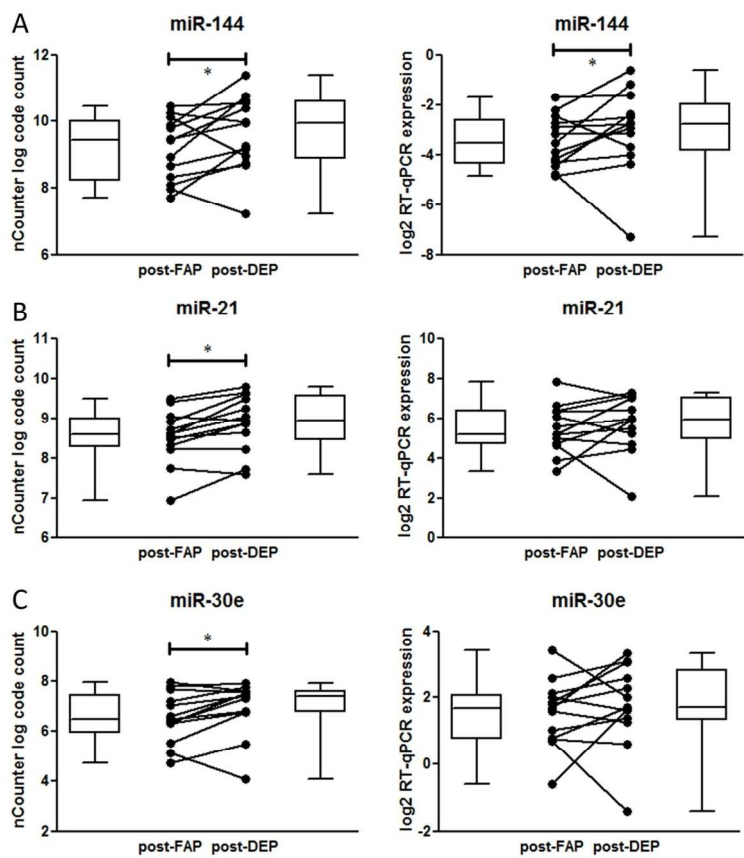 A
miR-144
nCounter log code count
12
10
8
6
*
post-FAP post-DEP
miR-144
log2 RT-qPCR expression
0
-2
-4
-6
-8
*
post-FAP post-DEP
B
miR-21
nCounter log code count
11
10
9
8
7
6
*
post-FAP post-DEP
miR-21
log2 RT-qPCR expression
10
8
6
4
2
0
post-FAP post-DEP
C
miR-30e
nCounter log code count
10
8
6
4
2
*
post-FAP post-DEP
miR-30e
log2 RT-qPCR expression
4
2
0
-2
post-FAP post-DEP